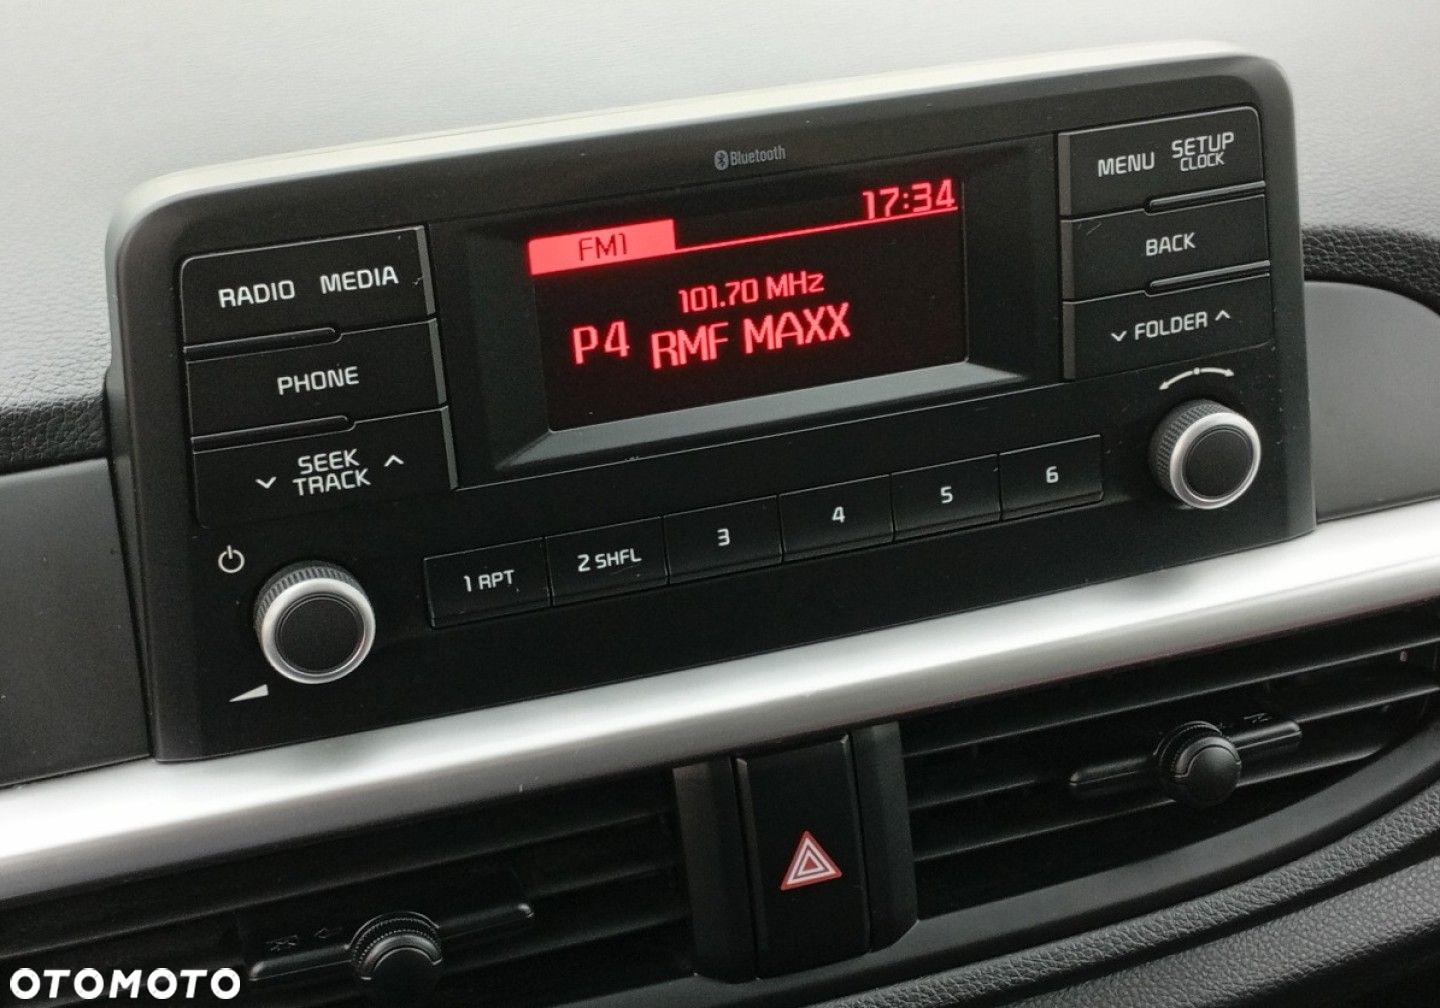 Bluetooth
17:34
FM1
101.70 MHz
P4 RMF MAXX
RADIO MEDIA
PHONE
SEEK
TRACK
MENU SETUP
CLOCK
BACK
FOLDER
1 RPT
2 SHFL
3
4
5
6
OTOMOTO